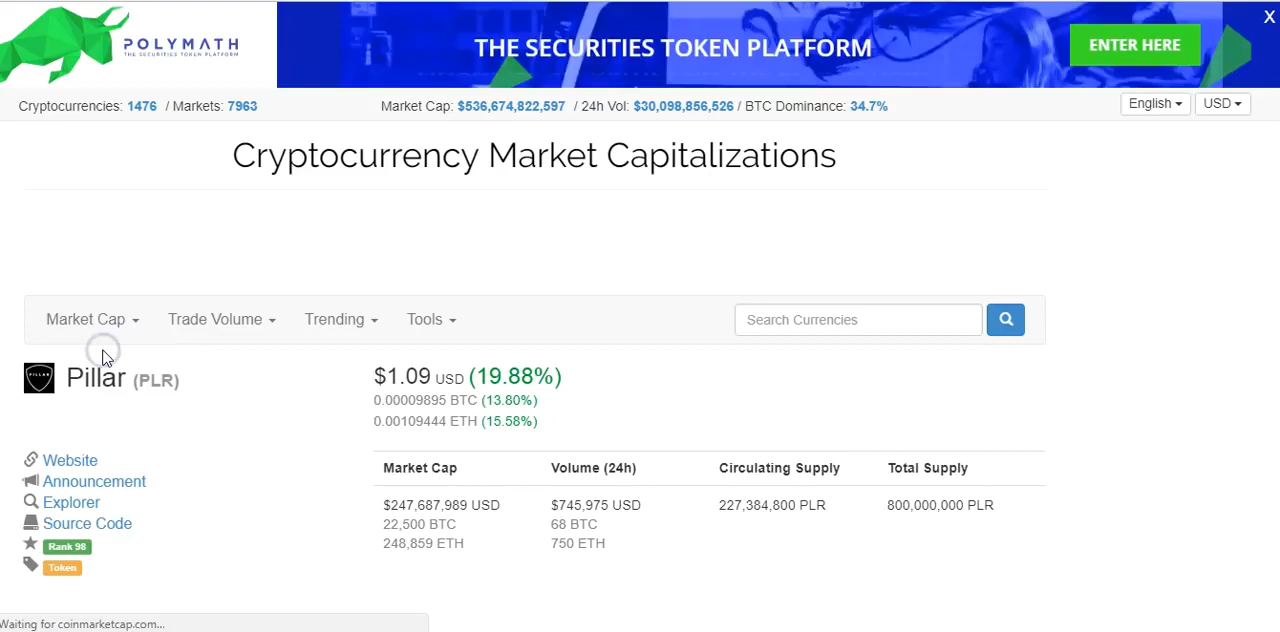 POLYMATH
THE SECURITIES TOKEN PLATFORM
THE SECURITIES TOKEN PLATFORM
ENTER HERE
X
Cryptocurrencies: 1476 / Markets: 7963
Market Cap: $536,674,822,597 / 24h Vol: $30,098,856,526 / BTC Dominance: 34.7%
English
USD
Cryptocurrency Market Capitalizations
Market Cap
Trade Volume
Trending
Tools
Search Currencies
PILLAR
Pillar (PLR)
$1.09 USD (19.88%)
0.00009895 BTC (13.80%)
0.00109444 ETH (15.58%)
Website
Announcement
Explorer
Source Code
Rank 98
Token
Market Cap Volume (24h) Circulating Supply Total Supply
$247,687,989 USD $745,975 USD 227,384,800 PLR 800,000,000 PLR
22,500 BTC 68 BTC
248,859 ETH 750 ETH
Waiting for coinmarketcap.com...